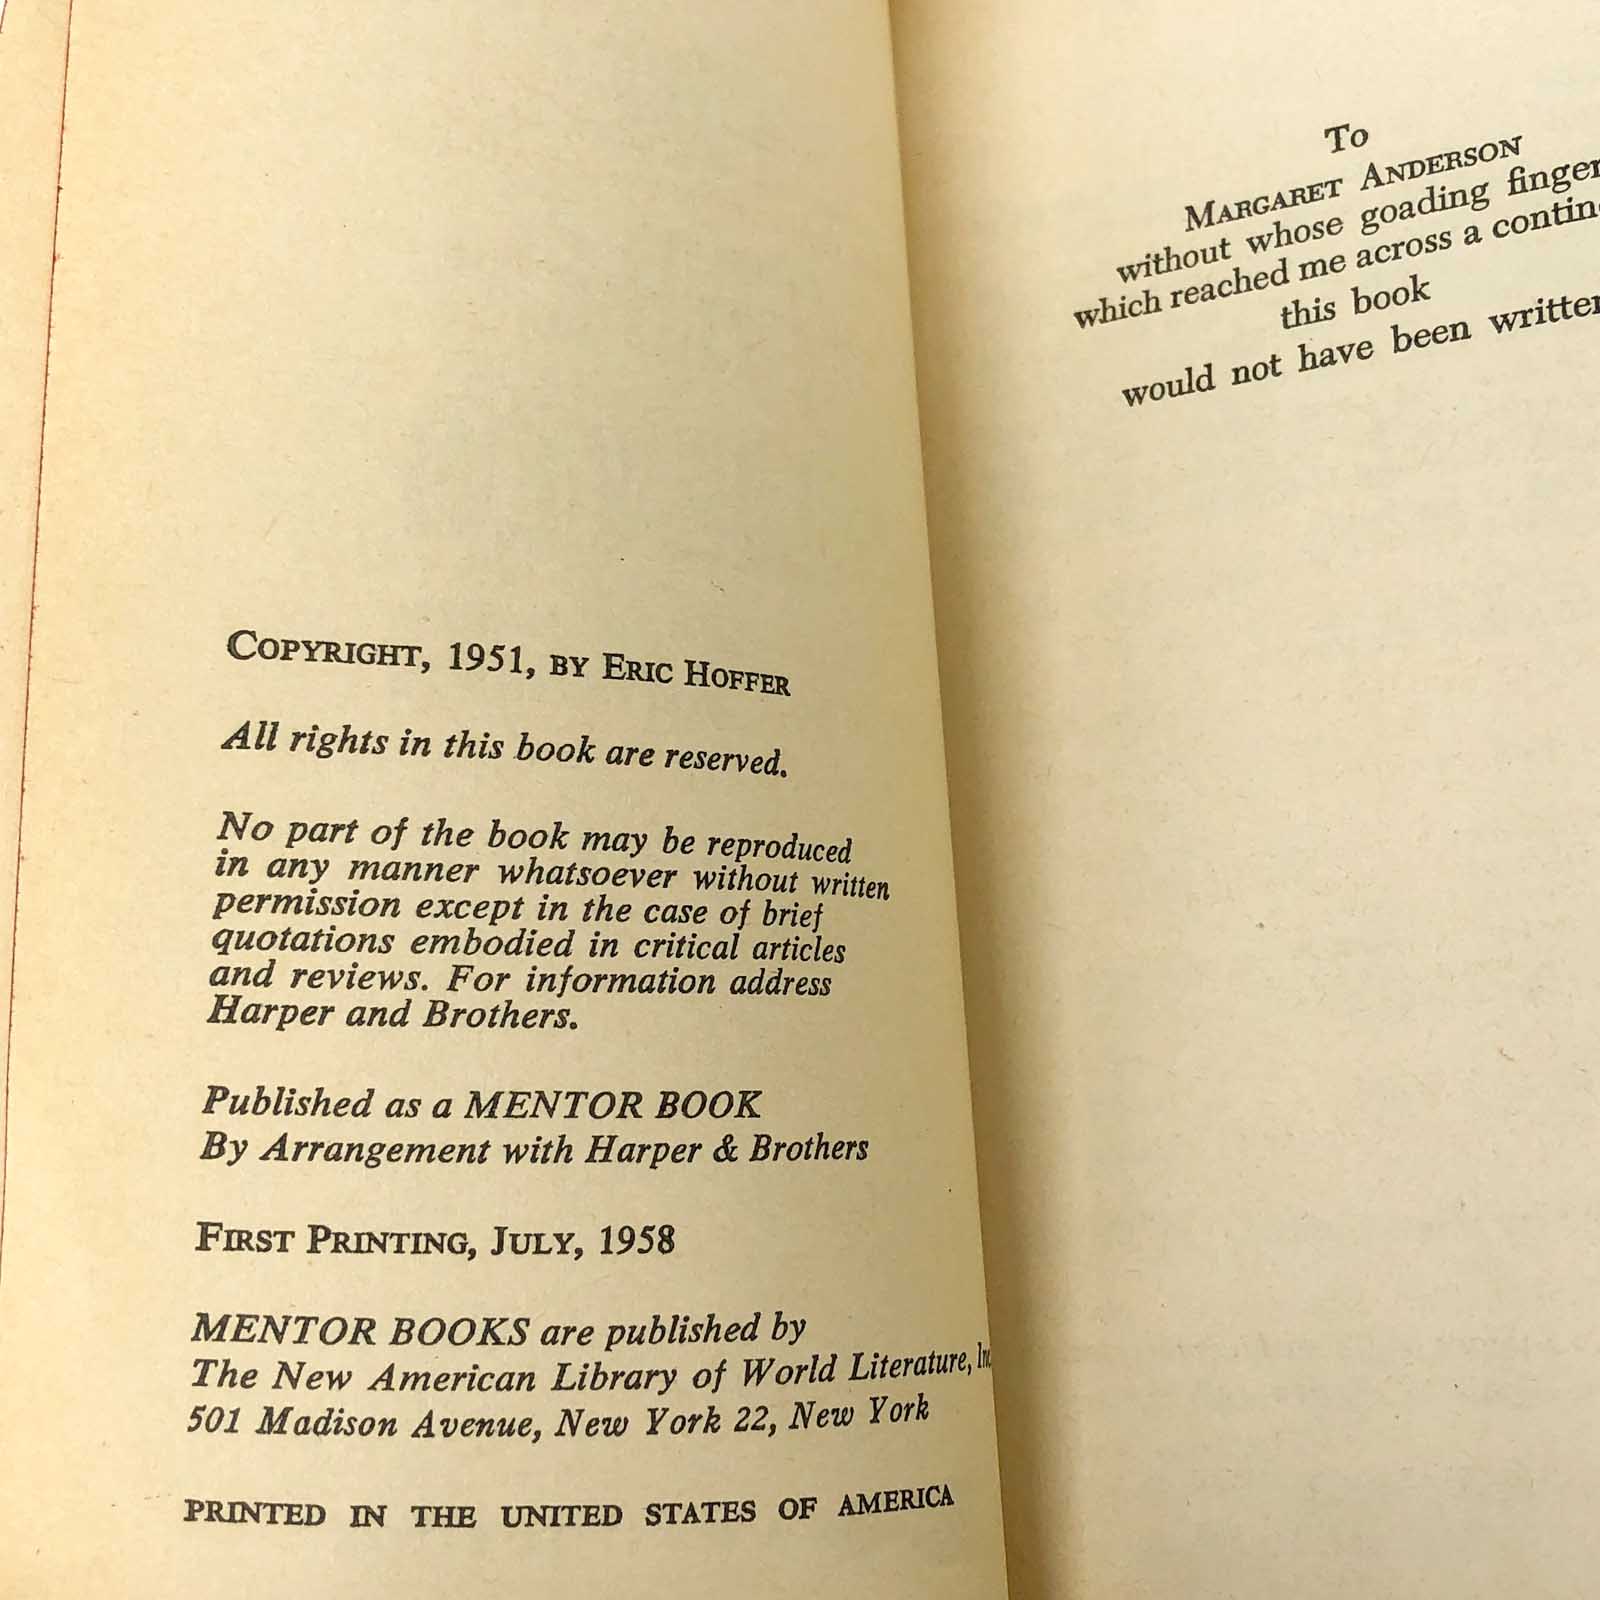 COPYRIGHT, 1951, BY ERIC HOFFER
All rights in this book are reserved.
No part of the book may be reproduced
in any manner whatsoever without written
permission except in the case of brief
quotations embodied in critical articles
and reviews. For information address
Harper and Brothers.
Published as a MENTOR BOOK
By Arrangement with Harper & Brothers
FIRST PRINTING, JULY, 1958
MENTOR BOOKS are published by
The New American Library of World Literature,
501 Madison Avenue, New York 22, New York
PRINTED IN THE UNITED STATES OF AMERICA
To
MARGARET ANDERSON
without whose goading finger
which reached me across a
this book
would not have been written